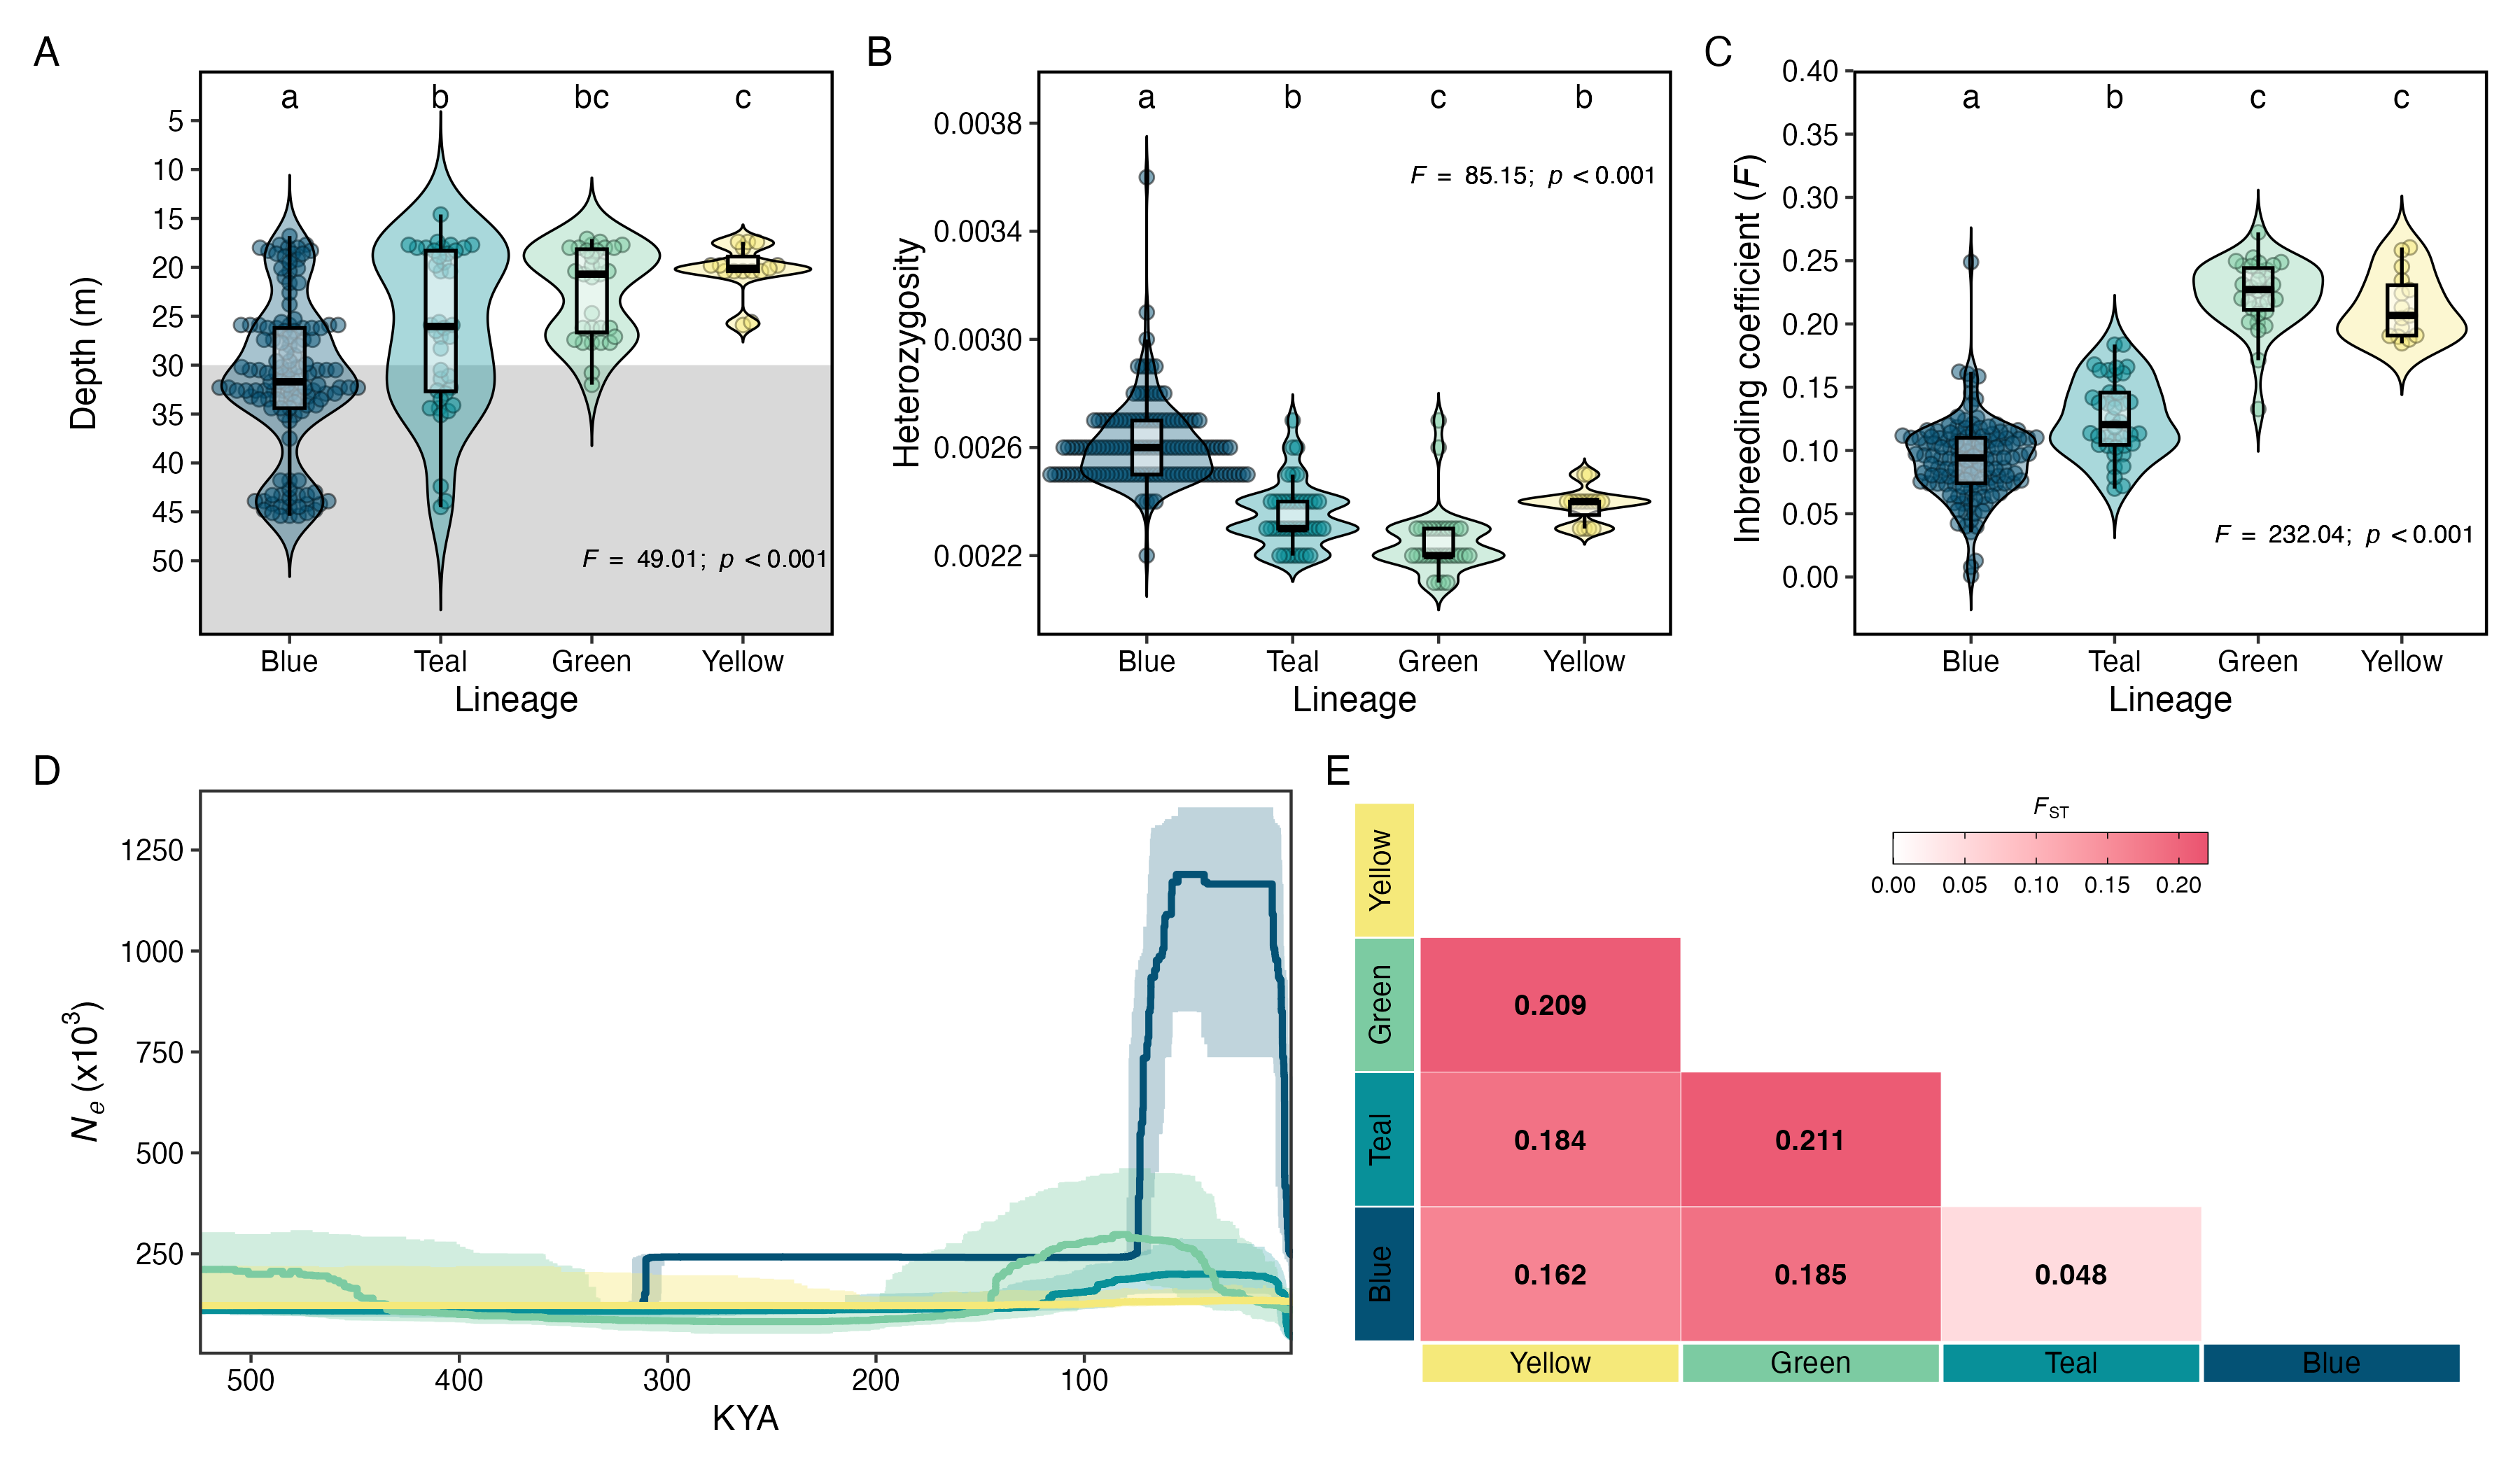 A
a b bc c
5
10
15
20
25
30
35
40
45
50
Depth (m)
F = 49.01; p < 0.001
Blue Teal Green Yellow
Lineage
B
a b c b
0.0038
0.0034
0.0030
0.0026
0.0022
Heterozygosity
F = 85.15; p < 0.001
Blue Teal Green Yellow
Lineage
C
a b c c
0.40
0.35
0.30
0.25
0.20
0.15
0.10
0.05
0.00
Inbreeding coefficient (F)
F = 232.04; p < 0.001
Blue Teal Green Yellow
Lineage
D
1250
1000
750
500
250
Ne (x10³)
500 400 300 200 100
KYA
E
FST
0.00 0.05 0.10 0.15 0.20
Yellow
Green
0.209
Teal
0.184 0.211
Blue
0.162 0.185 0.048
Yellow Green Teal Blue